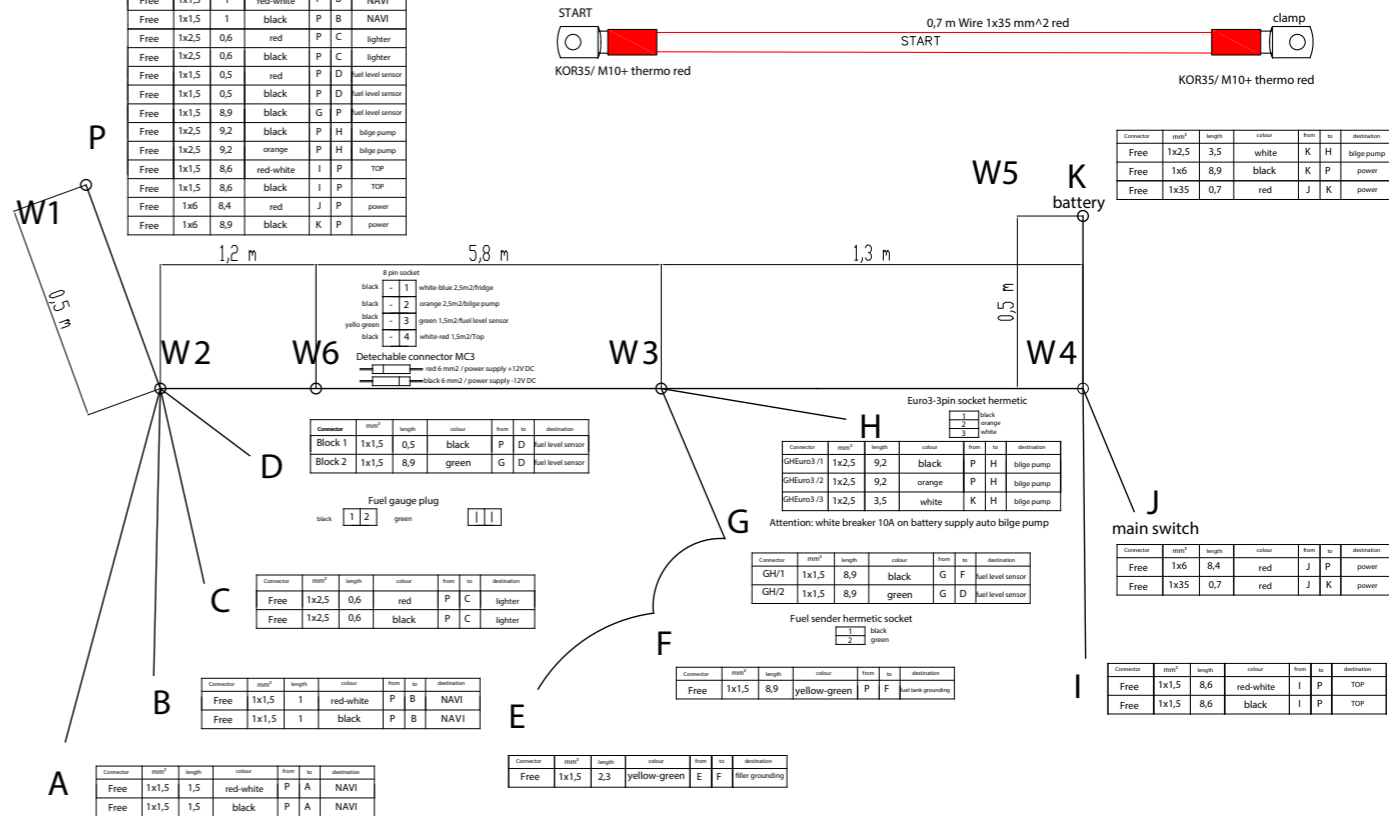 Free 1x1,5 1 red-white P B NAVI
Free 1x1,5 1 black P B NAVI
Free 1x2,5 0,6 red P C lighter
Free 1x2,5 0,6 black P C lighter
Free 1x1,5 0,5 red P D fuel level sensor
Free 1x1,5 0,5 black P D fuel level sensor
Free 1x1,5 8,9 black G P fuel level sensor
Free 1x2,5 9,2 black P H bilge pump
Free 1x2,5 9,2 orange P H bilge pump
Free 1x1,5 8,6 red-white I P TOP
Free 1x1,5 8,6 black I P TOP
Free 1x6 8,4 red J P power
Free 1x6 8,9 black K P power
START
0,7 m Wire 1x35 mm^2 red
clamp
START
KOR35/ M10+ thermo red
KOR35/ M10+ thermo red
P
W1
0,5 m
W5
K
battery
Connector mm² length colour from to destination
Free 1x2,5 3,5 white K H bilge pump
Free 1x6 8,9 black K P power
Free 1x35 0,7 red J K power
1,2 m
5,8 m
1,3 m
0,5 m
8 pin socket
black - 1 white-blue 2,5m2/fridge
black - 2 orange 2,5m2/bilge pump
black
yello green - 3 green 1,5m2/fuel level sensor
black - 4 white-red 1,5m2/Top
Detechable connector MC3
red 6 mm2 / power supply +12V DC
black 6 mm2 / power supply -12V DC
W2
W6
W3
W4
D
Connector mm² length colour from to destination
Block 1 1x1,5 0,5 black P D fuel level sensor
Block 2 1x1,5 8,9 green G D fuel level sensor
Fuel gauge plug
black 1 2 green
H
Euro3-3pin socket hermetic
1 black
2 orange
3 white
Connector mm² length colour from to destination
GHEuro3 /1 1x2,5 9,2 black P H bilge pump
GHEuro3 /2 1x2,5 9,2 orange P H bilge pump
GHEuro3 /3 1x2,5 3,5 white K H bilge pump
Attention: white breaker 10A on battery supply auto bilge pump
J
main switch
Connector mm² length colour from to destination
Free 1x6 8,4 red J P power
Free 1x35 0,7 red J K power
G
Connector mm² length colour from to destination
GH/1 1x1,5 8,9 black G F fuel level sensor
GH/2 1x1,5 8,9 green G D fuel level sensor
Fuel sender hermetic socket
1 black
2 green
C
Connector mm² length colour from to destination
Free 1x2,5 0,6 red P C lighter
Free 1x2,5 0,6 black P C lighter
F
Connector mm² length colour from to destination
Free 1x1,5 8,9 yellow-green P F fuel tank grounding
I
Connector mm² length colour from to destination
Free 1x1,5 8,6 red-white I P TOP
Free 1x1,5 8,6 black I P TOP
B
Connector mm² length colour from to destination
Free 1x1,5 1 red-white P B NAVI
Free 1x1,5 1 black P B NAVI
E
Connector mm² length colour from to destination
Free 1x1,5 2,3 yellow-green E F filler grounding
A
Connector mm² length colour from to destination
Free 1x1,5 1,5 red-white P A NAVI
Free 1x1,5 1,5 black P A NAVI